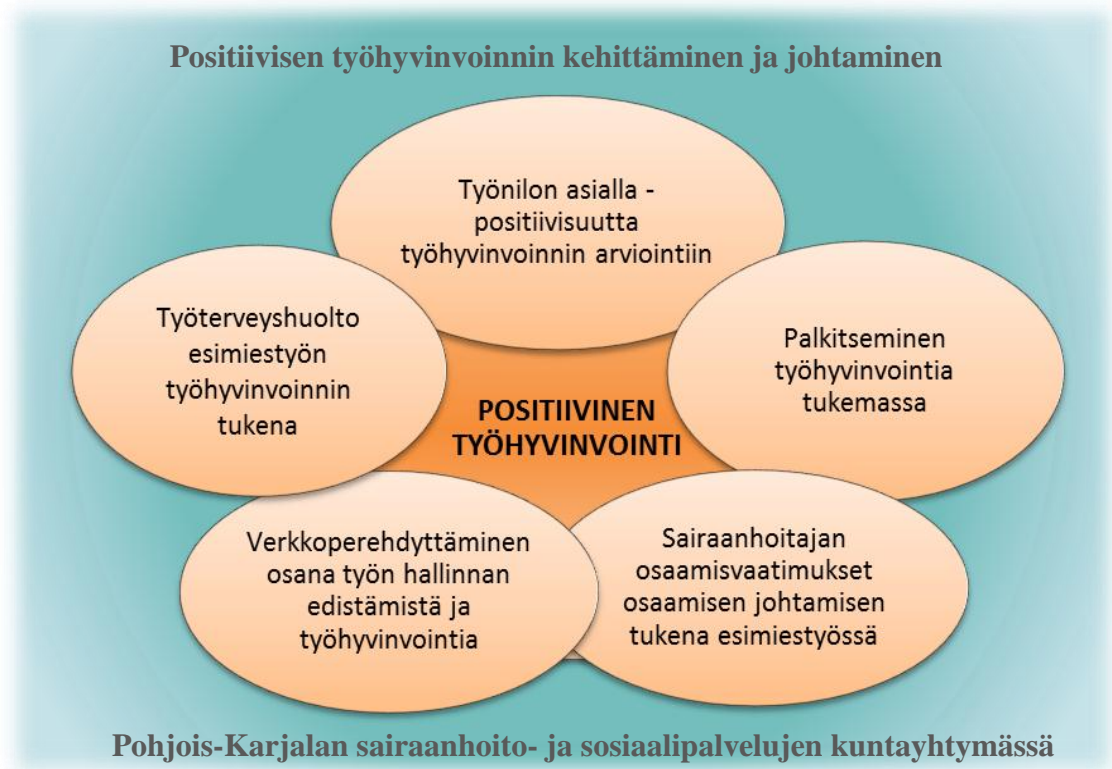 Positiivisen työhyvinvoinnin kehittäminen ja johtaminen
Työnilon asialla -
positiivisuutta
työhyvinvoinnin arviointiin
Työterveyshuolto
esimiestyön
työhyvinvoinnin
tukena
Palkitseminen
työhyvinvointia
tukemassa
POSITIIVINEN
TYÖHYVINVOINTI
Verkkoperehdyttäminen
osana työn hallinnan
edistämistä ja
työhyvinvointia
Sairaanhoitajan
osaamisvaatimukset
osaamisen johtamisen
tukena esimiestyössä
Pohjois-Karjalan sairaanhoito- ja sosiaalipalvelujen kuntayhtymässä